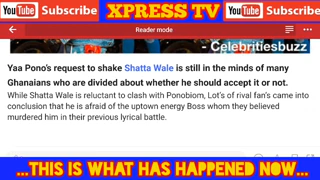 YouTube Subscribe XPRESS TV YouTube Subscribe
Reader mode
- Celebritiesbuzz
Yaa Pono's request to shake Shatta Wale is still in the minds of many
Ghanaians who are divided about whether he should accept it or not.
While Shatta Wale is reluctant to clash with Ponobiom, Lot's of rival fan's came into
conclusion that he is afraid of the uptown energy Boss whom they believed
murdered him in their previous lyrical battle.
...THIS IS WHAT HAS HAPPENED NOW...